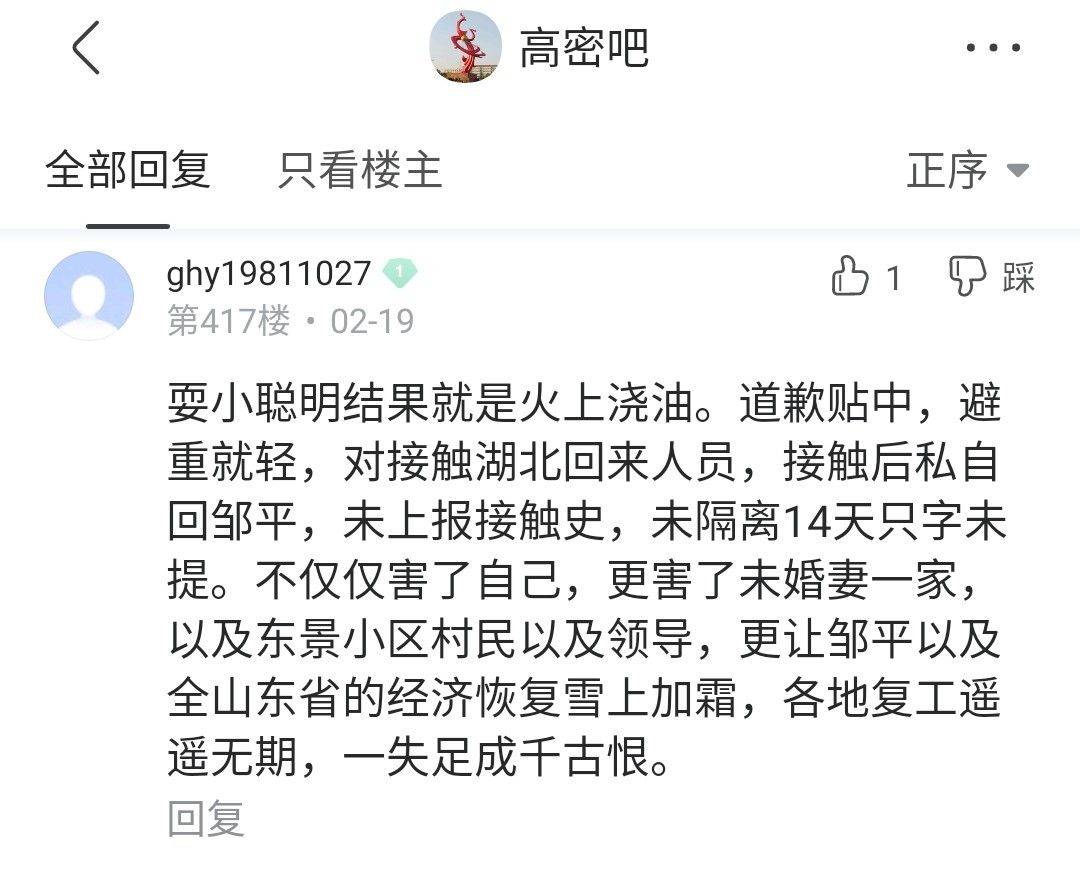 高密吧
全部回复 只看楼主 正序
ghy19811027 1 1 踩
第417楼 · 02-19
耍小聪明结果就是火上浇油。道歉贴中，避
重就轻，对接触湖北回来人员，接触后私自
回邹平，未上报接触史，未隔离14天只字未
提。不仅仅害了自己，更害了未婚妻一家，
以及东景小区村民以及领导，更让邹平以及
全山东省的经济恢复雪上加霜，各地复工遥
遥无期，一失足成千古恨。
回复